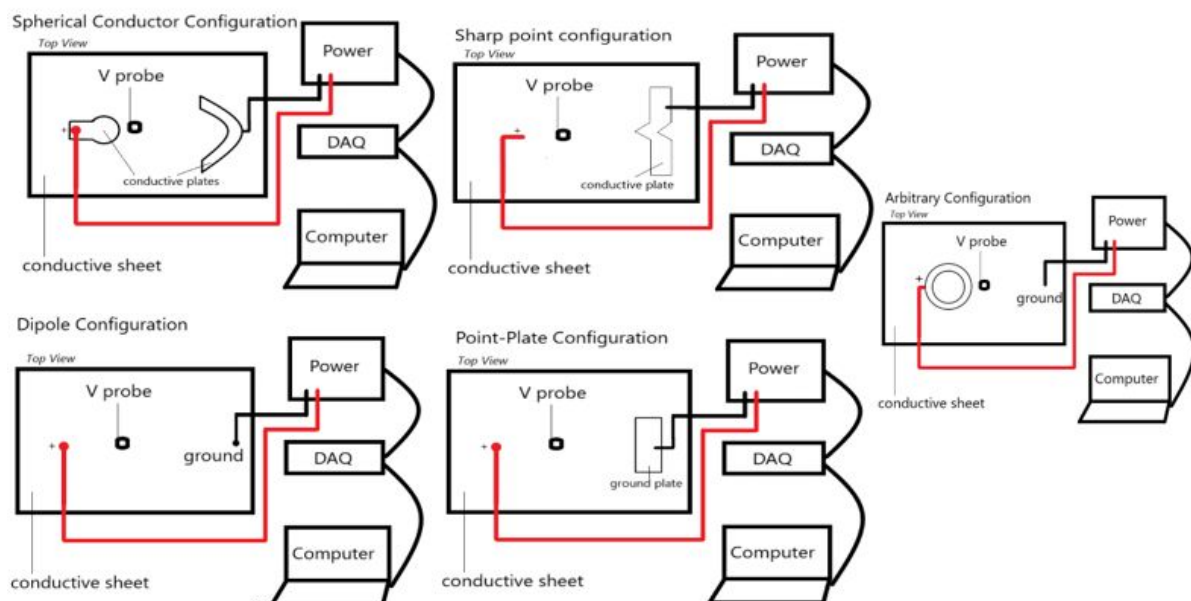 Spherical Conductor Configuration
Top View
Power
V probe
+
conductive plates
DAQ
Computer
conductive sheet
Sharp point configuration
Top View
Power
V probe
+
conductive plate
DAQ
Computer
conductive sheet
Arbitrary Configuration
Top View
Power
V probe
+
ground
DAQ
Computer
conductive sheet
Dipole Configuration
Top View
Power
V probe
+
ground
DAQ
Computer
conductive sheet
Point-Plate Configuration
Top View
Power
V probe
+
ground plate
DAQ
Computer
conductive sheet